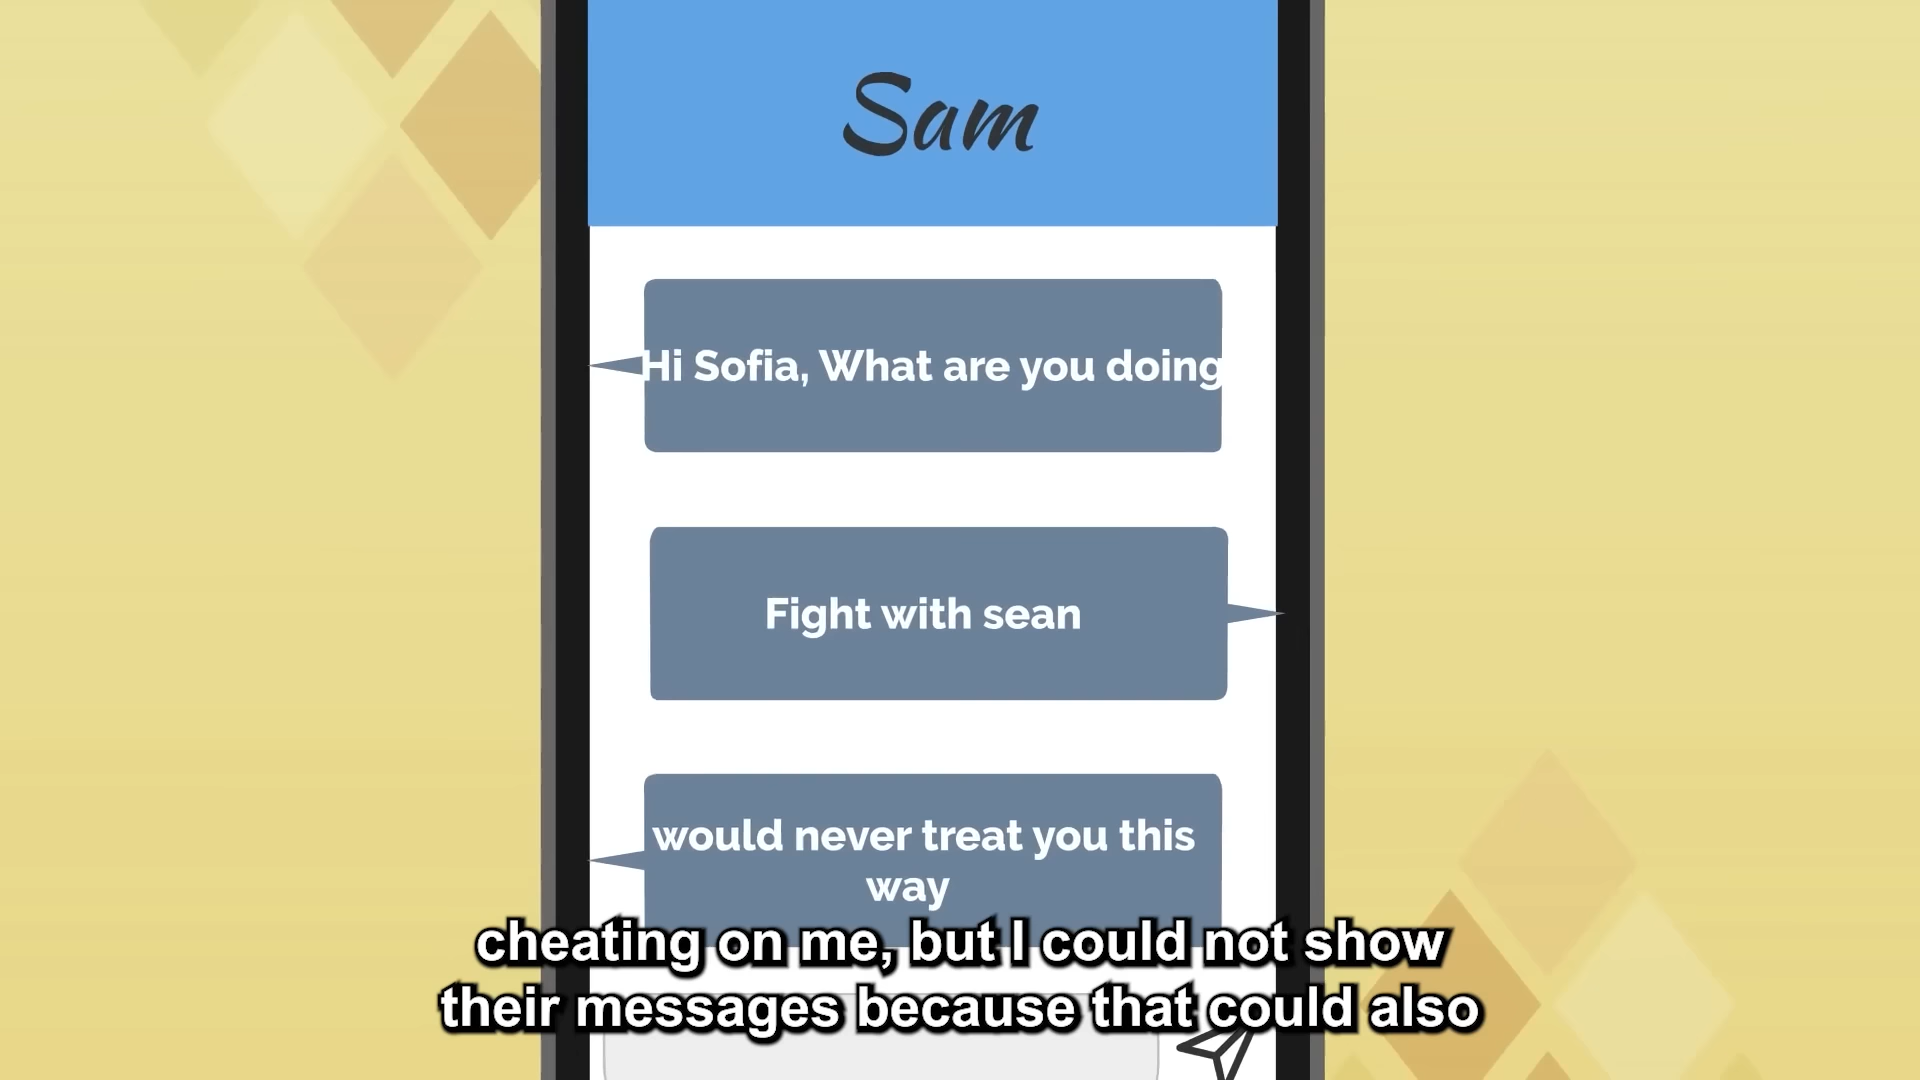 Sam
Hi Sofia, What are you doing
Fight with sean
would never treat you this
way
cheating on me, but I could not show
their messages because that could also